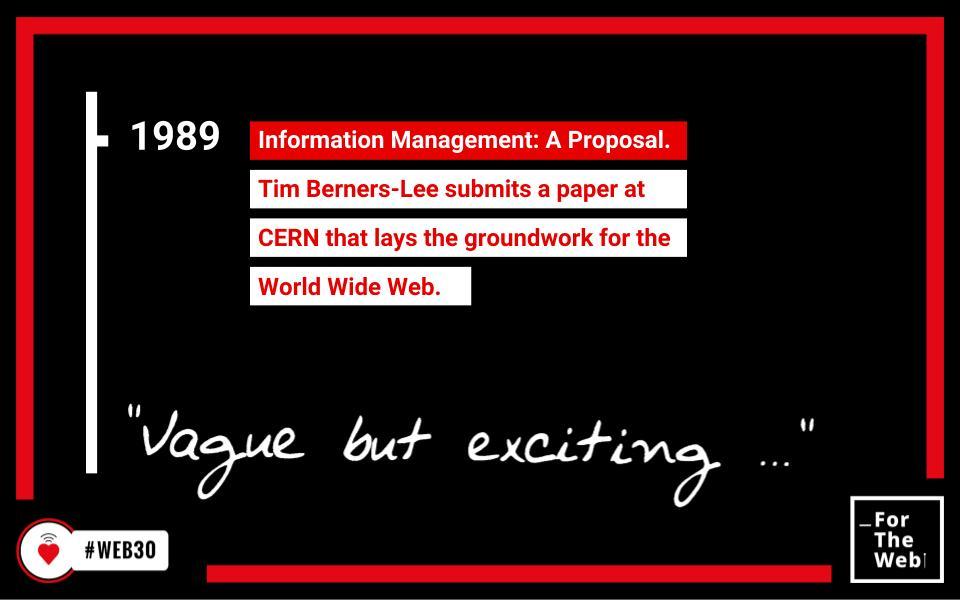 1989
Information Management: A Proposal.
Tim Berners-Lee submits a paper at
CERN that lays the groundwork for the
World Wide Web.
"Vague but exciting ..."
#WEB30
_For
The
Web